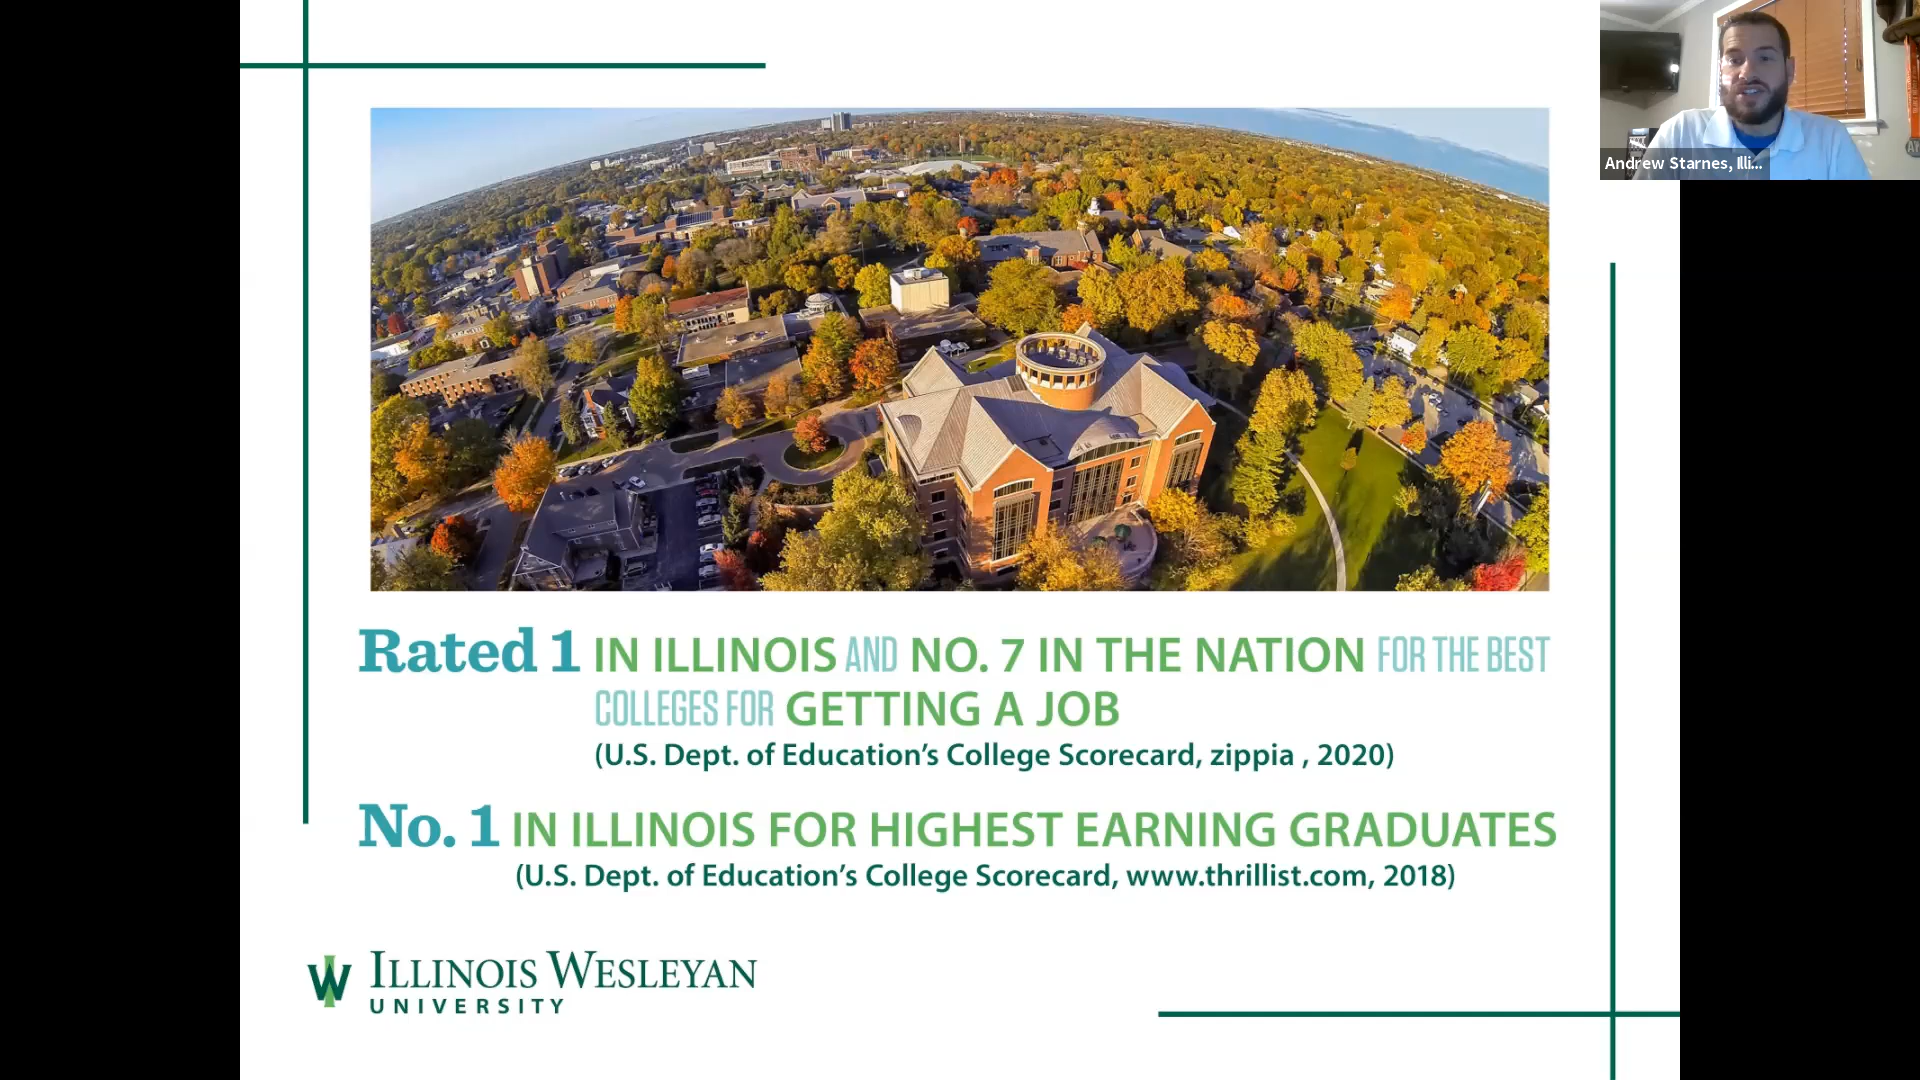 Andrew Starnes, Illi...
Rated 1 IN ILLINOIS AND NO. 7 IN THE NATION FOR THE BEST
COLLEGES FOR GETTING A JOB
(U.S. Dept. of Education's College Scorecard, zippia , 2020)
No. 1 IN ILLINOIS FOR HIGHEST EARNING GRADUATES
(U.S. Dept. of Education's College Scorecard, www.thrillist.com, 2018)
ILLINOIS WESLEYAN
UNIVERSITY